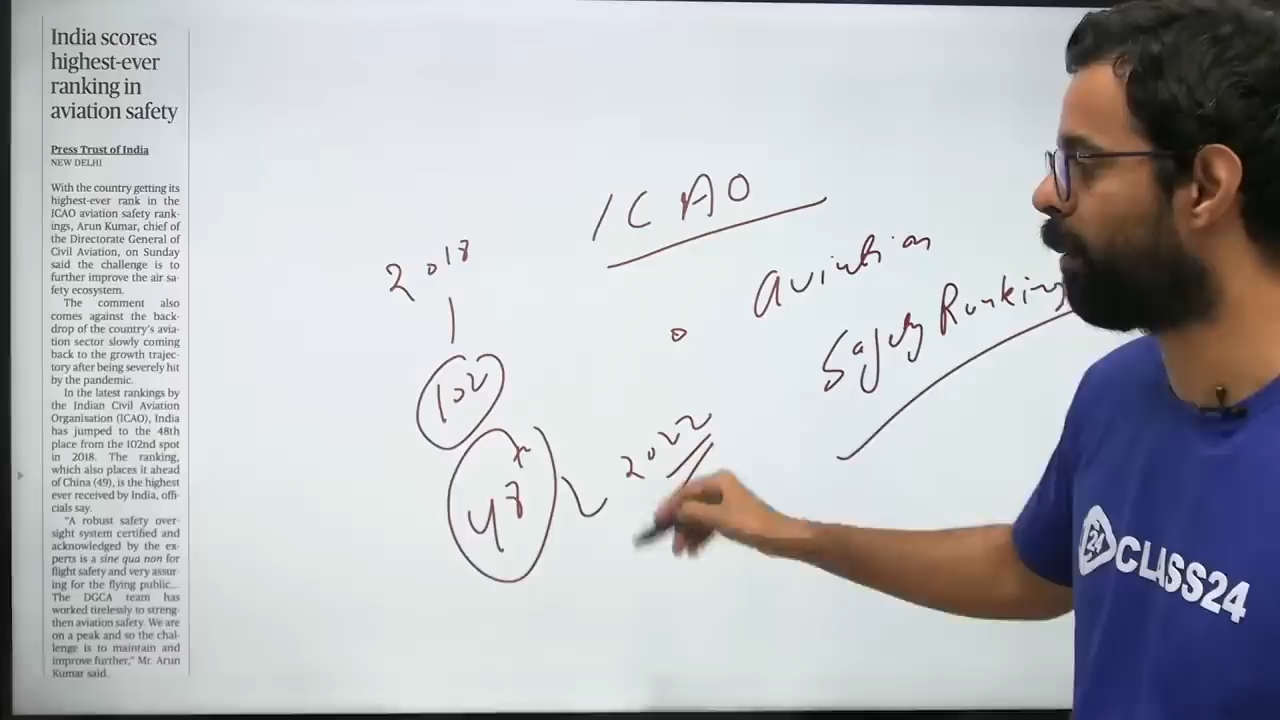 India scores
highest-ever
ranking in
aviation safety
Press Trust of India
NEW DELHI
With the country getting its
highest-ever rank in the
ICAO aviation safety rank-
ings, Arun Kumar, chief of
the Directorate General of
Civil Aviation, on Sunday
said the challenge is to
further improve the air sa-
fety ecosystem.
The comment also
comes against the back-
drop of the country's avia-
tion sector slowly coming
back to the growth trajec-
tory after being severely hit
by the pandemic.
In the latest rankings by
the Indian Civil Aviation
Organisation (ICAO), India
has jumped to the 48th
place from the 102nd spot
in 2018. The ranking,
which also places it ahead
of China (49), is the highest
ever received by India, offi-
cials say.
"A robust safety over-
sight system certified and
acknowledged by the ex-
perts is a sine qua non for
flight safety and very assur-
ing for the flying public...
The DGCA team has
worked tirelessly to streng-
then aviation safety. We are
on a peak and so the chal-
lenge is to maintain and
improve further," Mr. Arun
Kumar said.
ICAO
2018
Aviation
Safety Ranking
102
48
2022
24 CLASS24